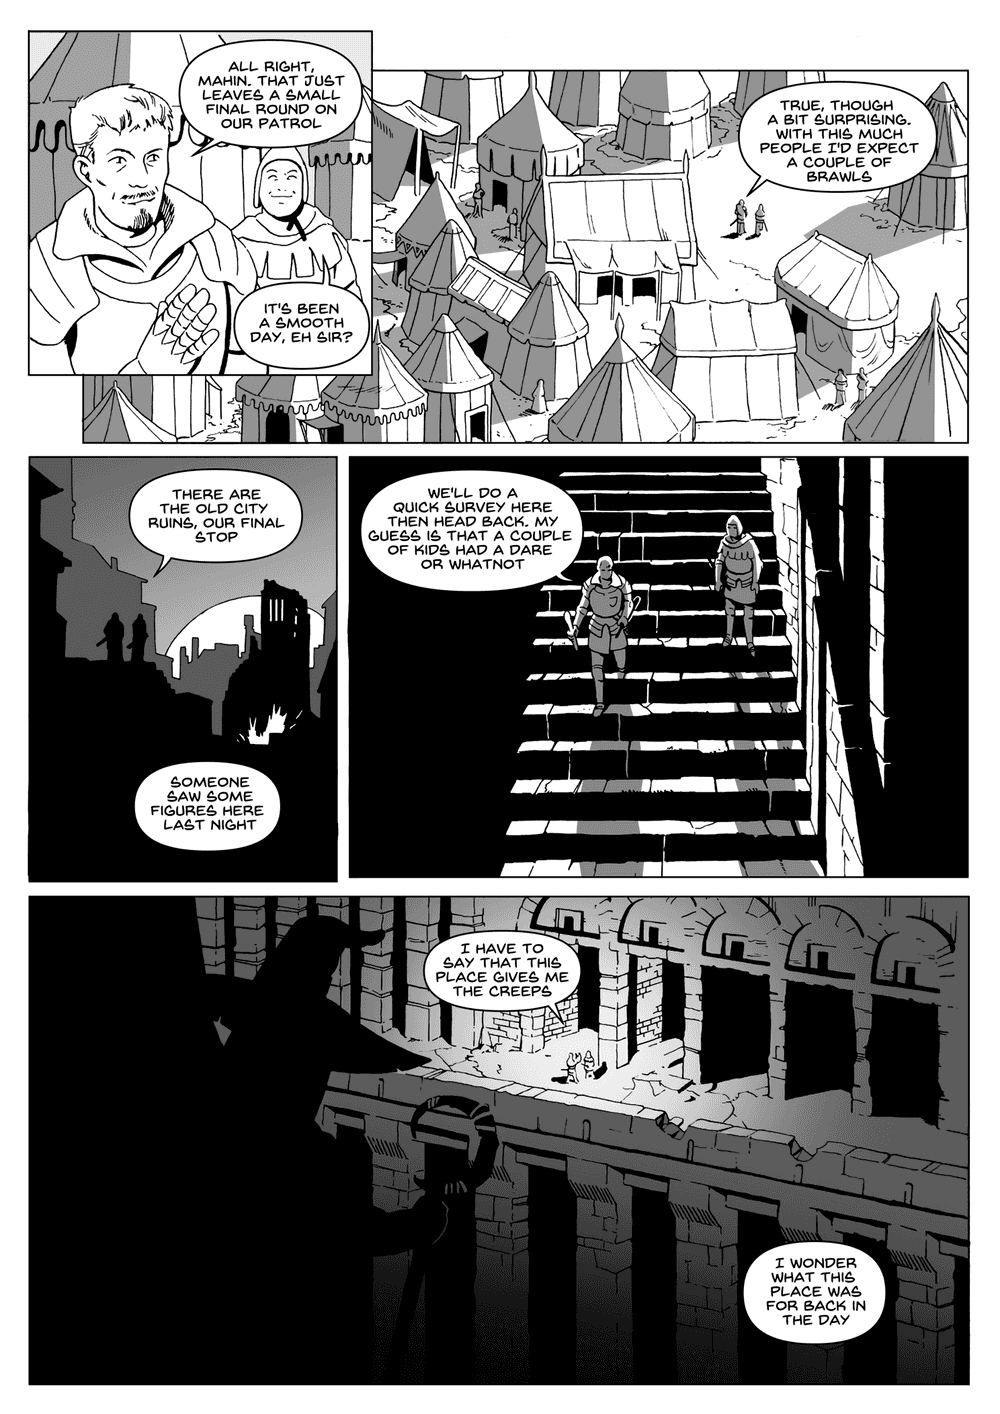 ALL RIGHT,
MAHIN. THAT JUST
LEAVES A SMALL
FINAL ROUND ON
OUR PATROL
IT'S BEEN
A SMOOTH
DAY, EH SIR?
TRUE, THOUGH
A BIT SURPRISING.
WITH THIS MUCH
PEOPLE I'D EXPECT
A COUPLE OF
BRAWLS
THERE ARE
THE OLD CITY
RUINS, OUR FINAL
STOP
SOMEONE
SAW SOME
FIGURES HERE
LAST NIGHT
WE'LL DO A
QUICK SURVEY HERE
THEN HEAD BACK. MY
GUESS IS THAT A COUPLE
OF KIDS HAD A DARE
OR WHATNOT
I HAVE TO
SAY THAT THIS
PLACE GIVES ME
THE CREEPS
I WONDER
WHAT THIS
PLACE WAS
FOR BACK IN
THE DAY